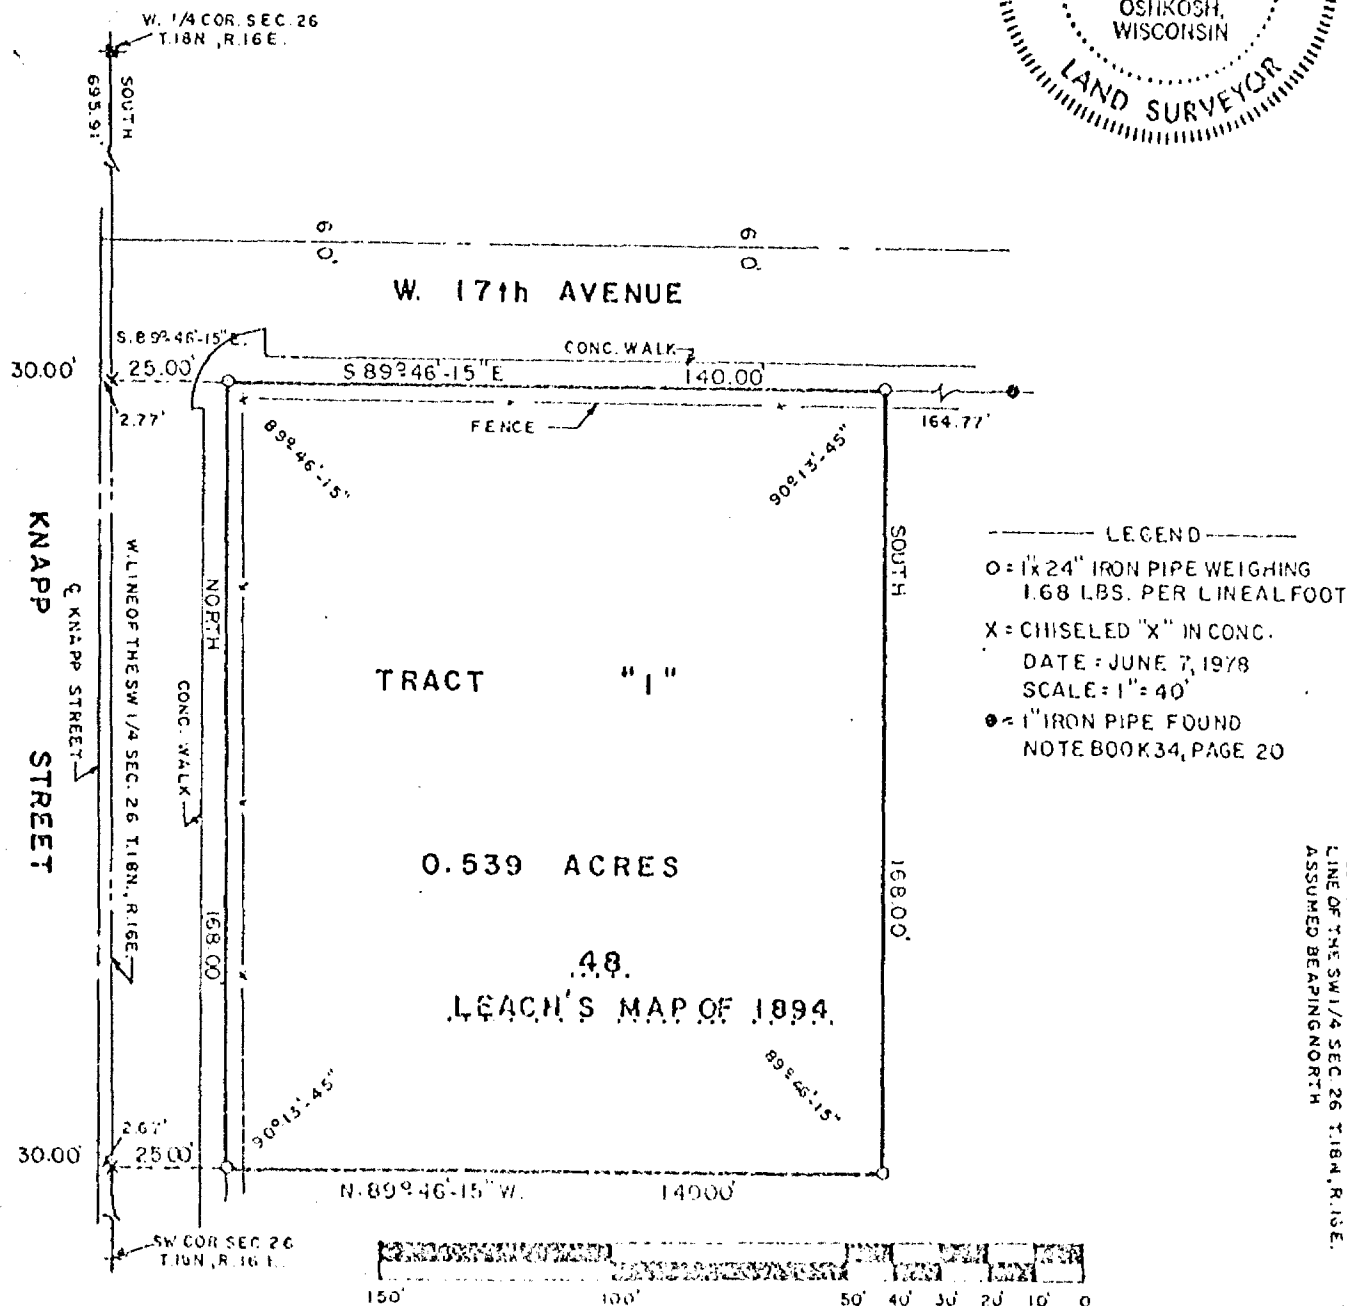 W. 1/4 COR. SEC. 26
T.18N., R.16E.
OSHKOSH,
WISCONSIN
LAND SURVEYOR
SOUTH
695.91'
60'
60'
W. 17th AVENUE
S.89°-46'-15"E.
CONC. WALK
30.00'
25.00'
S 89°46'-15"E
140.00'
2.77'
FENCE
164.77'
89°46'-15"
90°13'-45"
KNAPP STREET
℄ KNAPP STREET
W. LINE OF THE SW 1/4 SEC. 26 T.18N., R.16E.
CONC. WALK
NORTH
168.00'
SOUTH
168.00'
LEGEND
O = 1"x 24" IRON PIPE WEIGHING
1.68 LBS. PER LINEAL FOOT
X = CHISELED "X" IN CONC.
DATE: JUNE 7, 1978
SCALE: 1"= 40'
= 1" IRON PIPE FOUND
NOTEBOOK 34, PAGE 20
TRACT "1"
0.539 ACRES
48
LEACH'S MAP OF 1894
LINE OF THE SW 1/4 SEC. 26 T.18N., R.16E.
ASSUMED BEARING NORTH
90°13'-45"
89°46'-15"
2.67'
30.00'
25.00'
N.89°46'-15"W.
140.00'
SW COR SEC 26
T.18N., R.16E.
150' 100' 50' 40' 30' 20' 10' 0